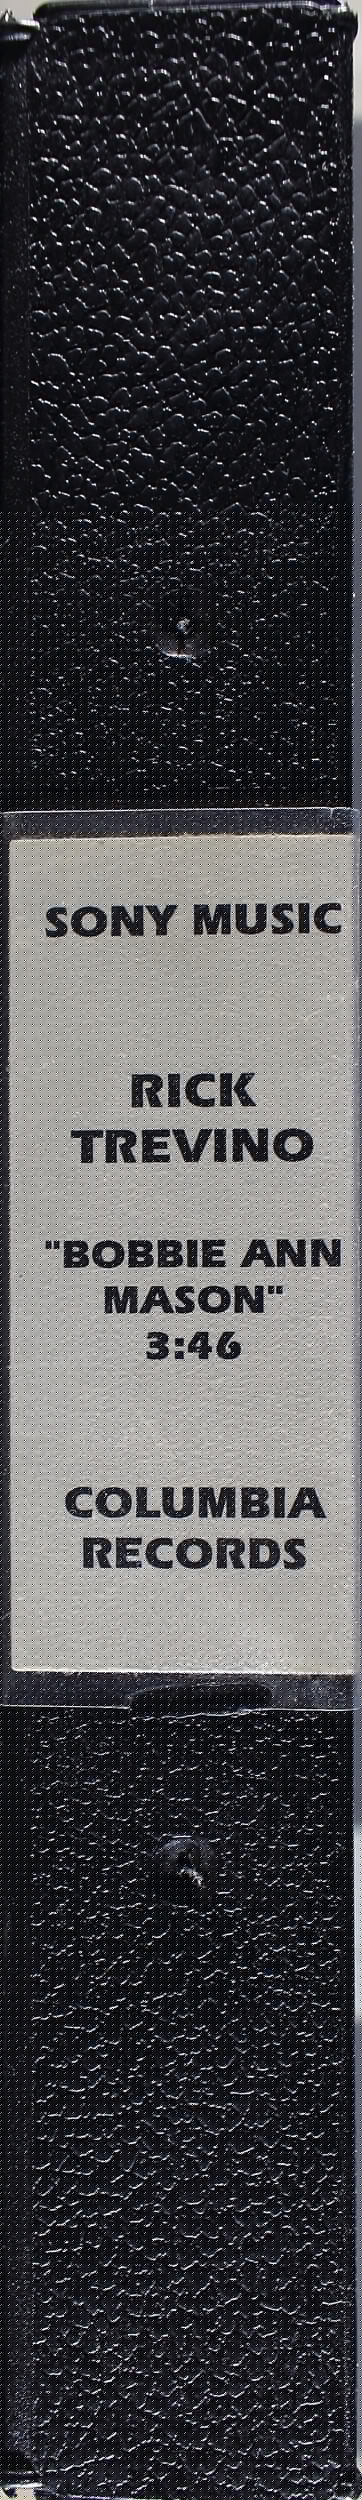 SONY MUSIC
RICK
TREVINO
"BOBBIE ANN
MASON"
3:46
COLUMBIA
RECORDS